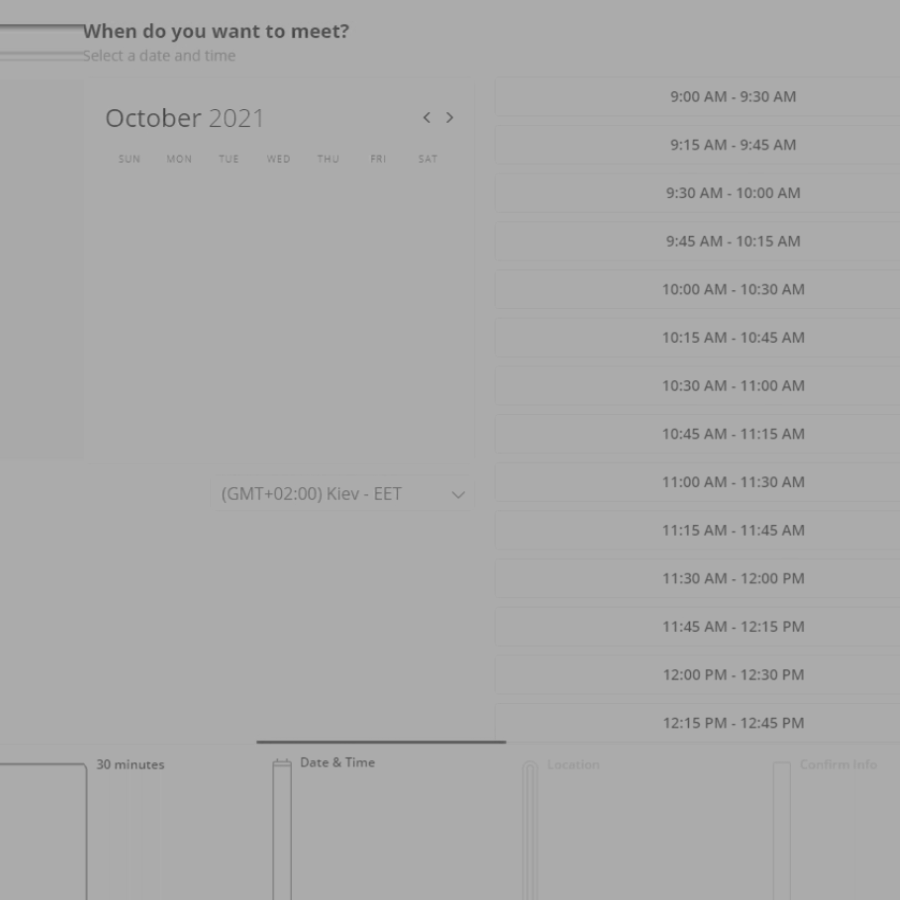 When do you want to meet?
Select a date and time
October 2021
SUN MON TUE WED THU FRI SAT
(GMT+02:00) Kiev - EET
9:00 AM - 9:30 AM
9:15 AM - 9:45 AM
9:30 AM - 10:00 AM
9:45 AM - 10:15 AM
10:00 AM - 10:30 AM
10:15 AM - 10:45 AM
10:30 AM - 11:00 AM
10:45 AM - 11:15 AM
11:00 AM - 11:30 AM
11:15 AM - 11:45 AM
11:30 AM - 12:00 PM
11:45 AM - 12:15 PM
12:00 PM - 12:30 PM
12:15 PM - 12:45 PM
30 minutes
Date & Time
Location
Confirm Info